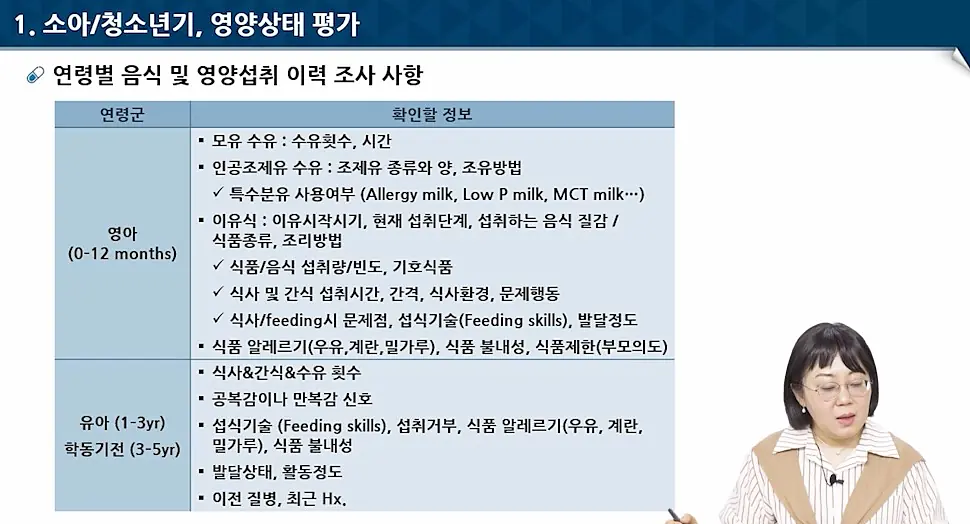 1. 소아/청소년기, 영양상태 평가
연령별 음식 및 영양섭취 이력 조사 사항
연령군
확인할 정보
영아
(0-12 months)
▪ 모유 수유 : 수유횟수, 시간
▪ 인공조제유 수유 : 조제유 종류와 양, 조유방법
✓ 특수분유 사용여부 (Allergy milk, Low P milk, MCT milk…)
▪ 이유식 : 이유시작시기, 현재 섭취단계, 섭취하는 음식 질감 /
식품종류, 조리방법
✓ 식품/음식 섭취량/빈도, 기호식품
✓ 식사 및 간식 섭취시간, 간격, 식사환경, 문제행동
✓ 식사/feeding시 문제점, 섭식기술(Feeding skills), 발달정도
▪ 식품 알레르기(우유,계란,밀가루), 식품 불내성, 식품제한(부모의도)
유아 (1-3yr)
학동기전 (3-5yr)
▪ 식사&간식&수유 횟수
▪ 공복감이나 만복감 신호
▪ 섭식기술 (Feeding skills), 섭취거부, 식품 알레르기(우유, 계란,
밀가루), 식품 불내성
▪ 발달상태, 활동정도
▪ 이전 질병, 최근 Hx.